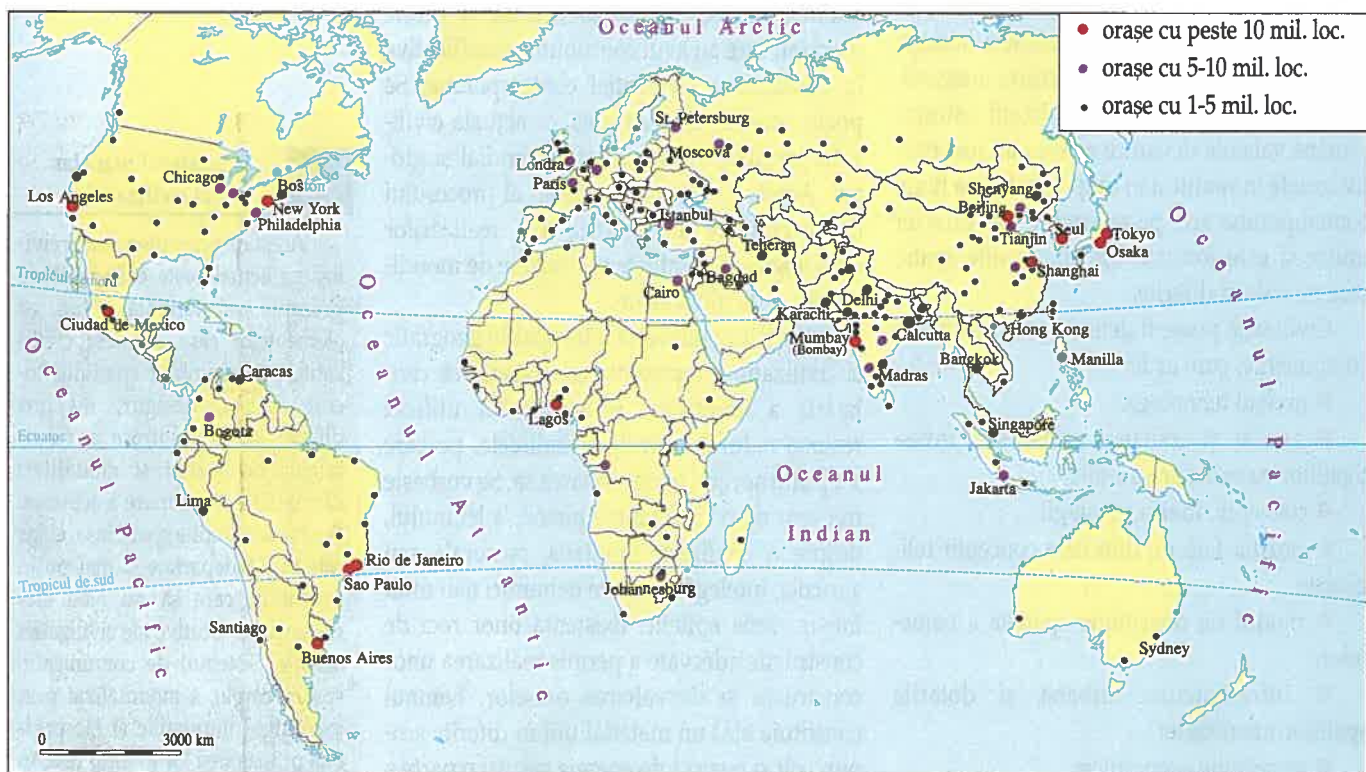 Oceanul Arctic
orașe cu peste 10 mil. loc.
orașe cu 5-10 mil. loc.
orașe cu 1-5 mil. loc.
St. Petersburg
Moscova
Londra
Paris
Chicago
Boston
Los Angeles
New York
Philadelphia
Istanbul
Teheran
Bagdad
Cairo
Shenyang
Beijing
Tianjin
Seul
Tokyo
Osaka
Shanghai
Tropicul de nord
Ciudad de Mexico
Delhi
Karachi
Mumbay
(Bombay)
Calcutta
Hong Kong
Manilla
Bangkok
Madras
Caracas
Bogota
Lagos
Singapore
Ecuator
Oceanul
Indian
Jakarta
Lima
Rio de Janeiro
Sao Paulo
Tropicul de sud
Johannesburg
Santiago
Buenos Aires
Sydney
Oceanul Pacific
Oceanul Atlantic
Oceanul Pacific
0 3000 km